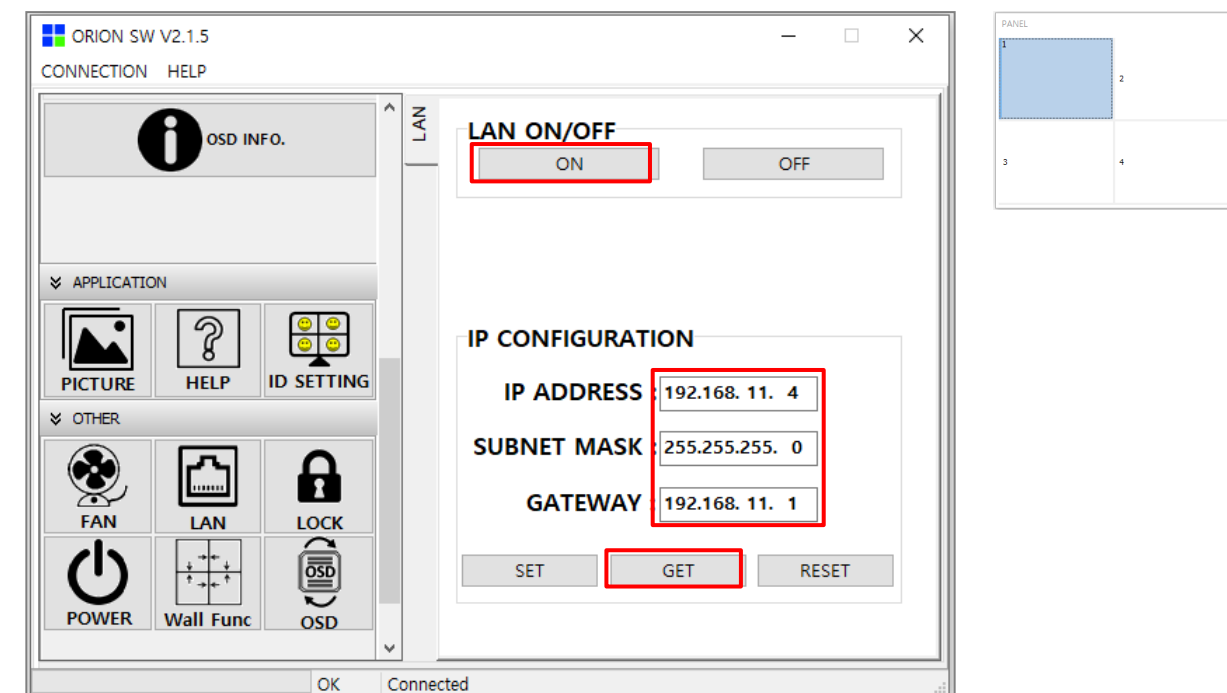 ORION SW V2.1.5
CONNECTION HELP
OSD INFO.
APPLICATION
PICTURE
HELP
ID SETTING
OTHER
FAN
LAN
LOCK
POWER
Wall Func
OSD
OSD
LAN
LAN ON/OFF
ON OFF
IP CONFIGURATION
IP ADDRESS : 192.168. 11. 4
SUBNET MASK : 255.255.255. 0
GATEWAY : 192.168. 11. 1
SET GET RESET
OK Connected
PANEL
1
2
3
4